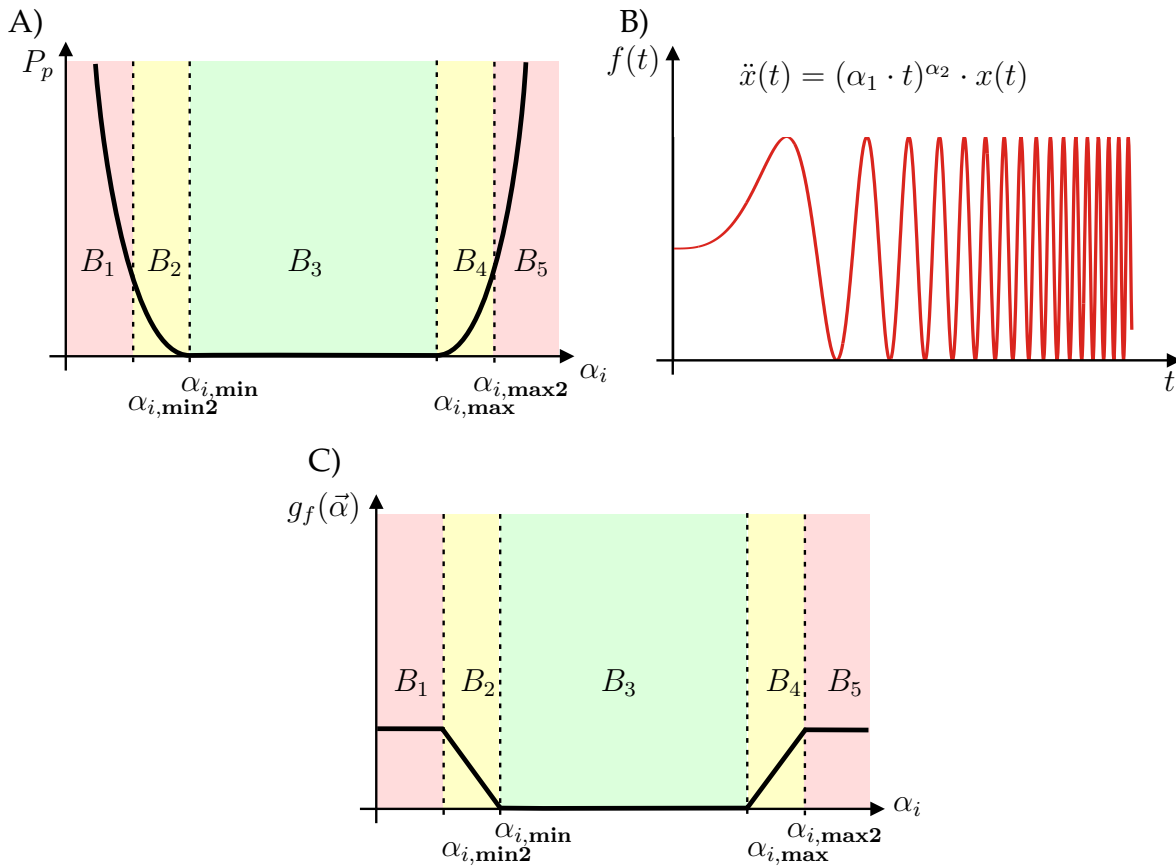 A)
P_p
B_1 B_2 B_3 B_4 B_5
α_i
α_{i,min} α_{i,max2}
α_{i,min2} α_{i,max}
B)
f(t)
ẍ(t) = (α_1 · t)^{α_2} · x(t)
t
C)
g_f(α⃗)
B_1 B_2 B_3 B_4 B_5
α_i
α_{i,min} α_{i,max2}
α_{i,min2} α_{i,max}